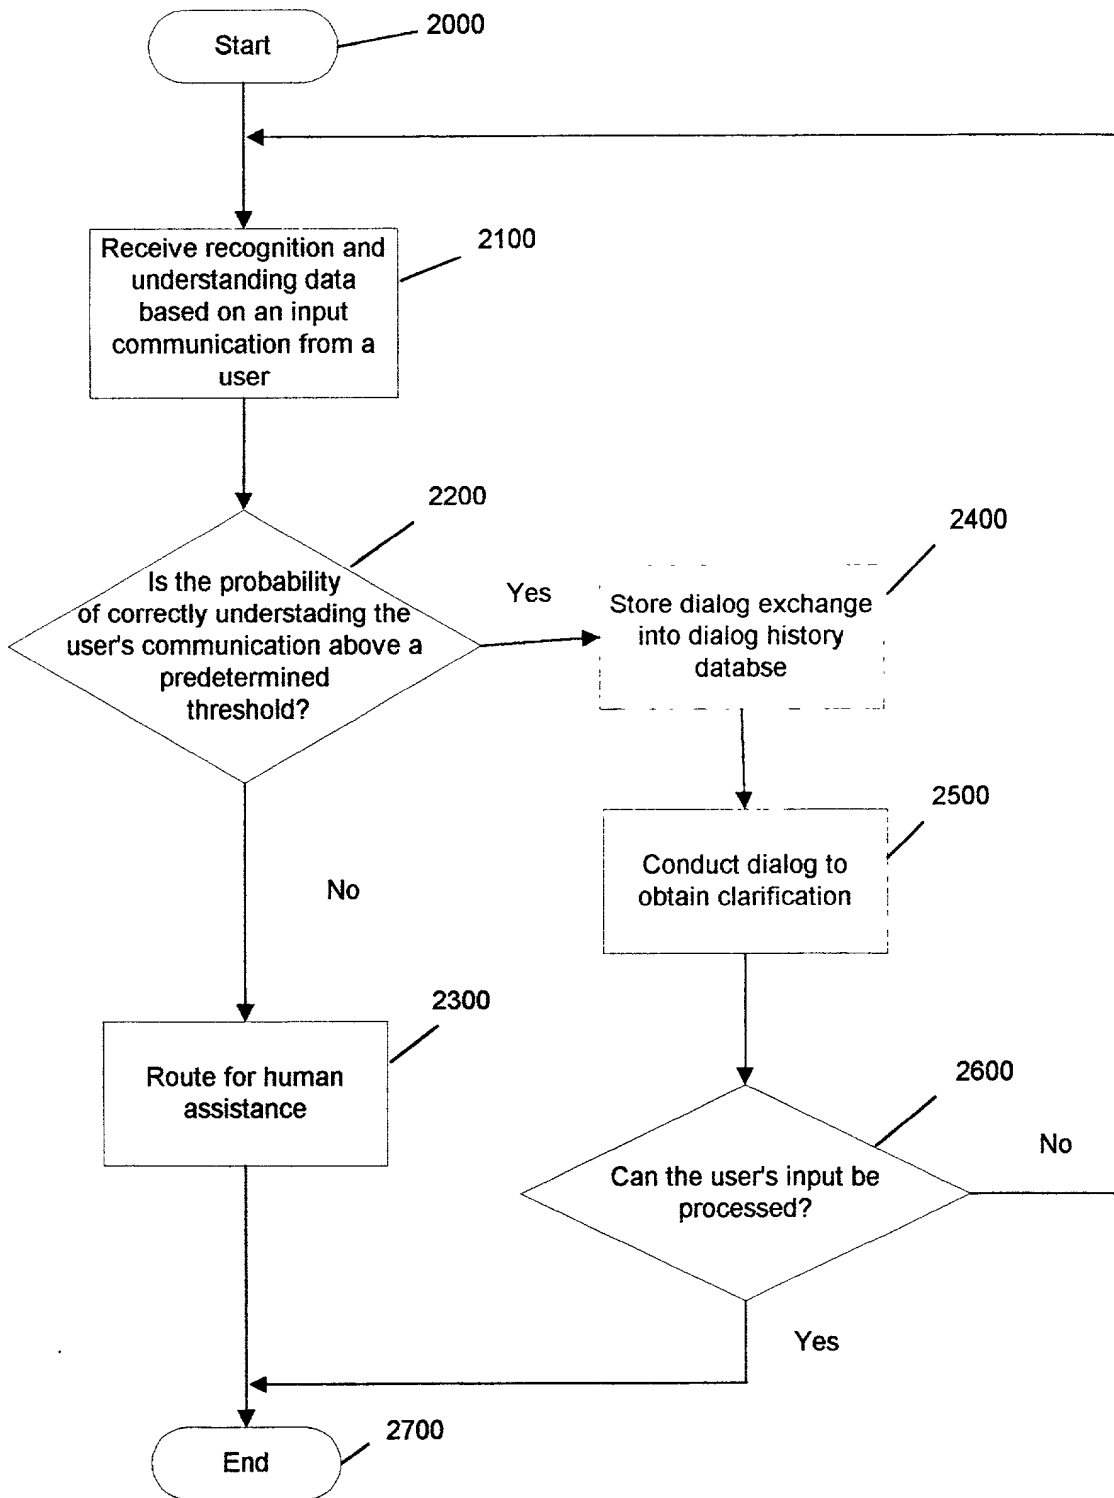 Start
2000
Receive recognition and
understanding data
based on an input
communication from a
user
2100
2200
Is the probability
of correctly understading the
user's communication above a
predetermined
threshold?
Yes
2400
Store dialog exchange
into dialog history
databse
2500
Conduct dialog to
obtain clarification
No
2300
Route for human
assistance
2600
Can the user's input be
processed?
No
Yes
End
2700